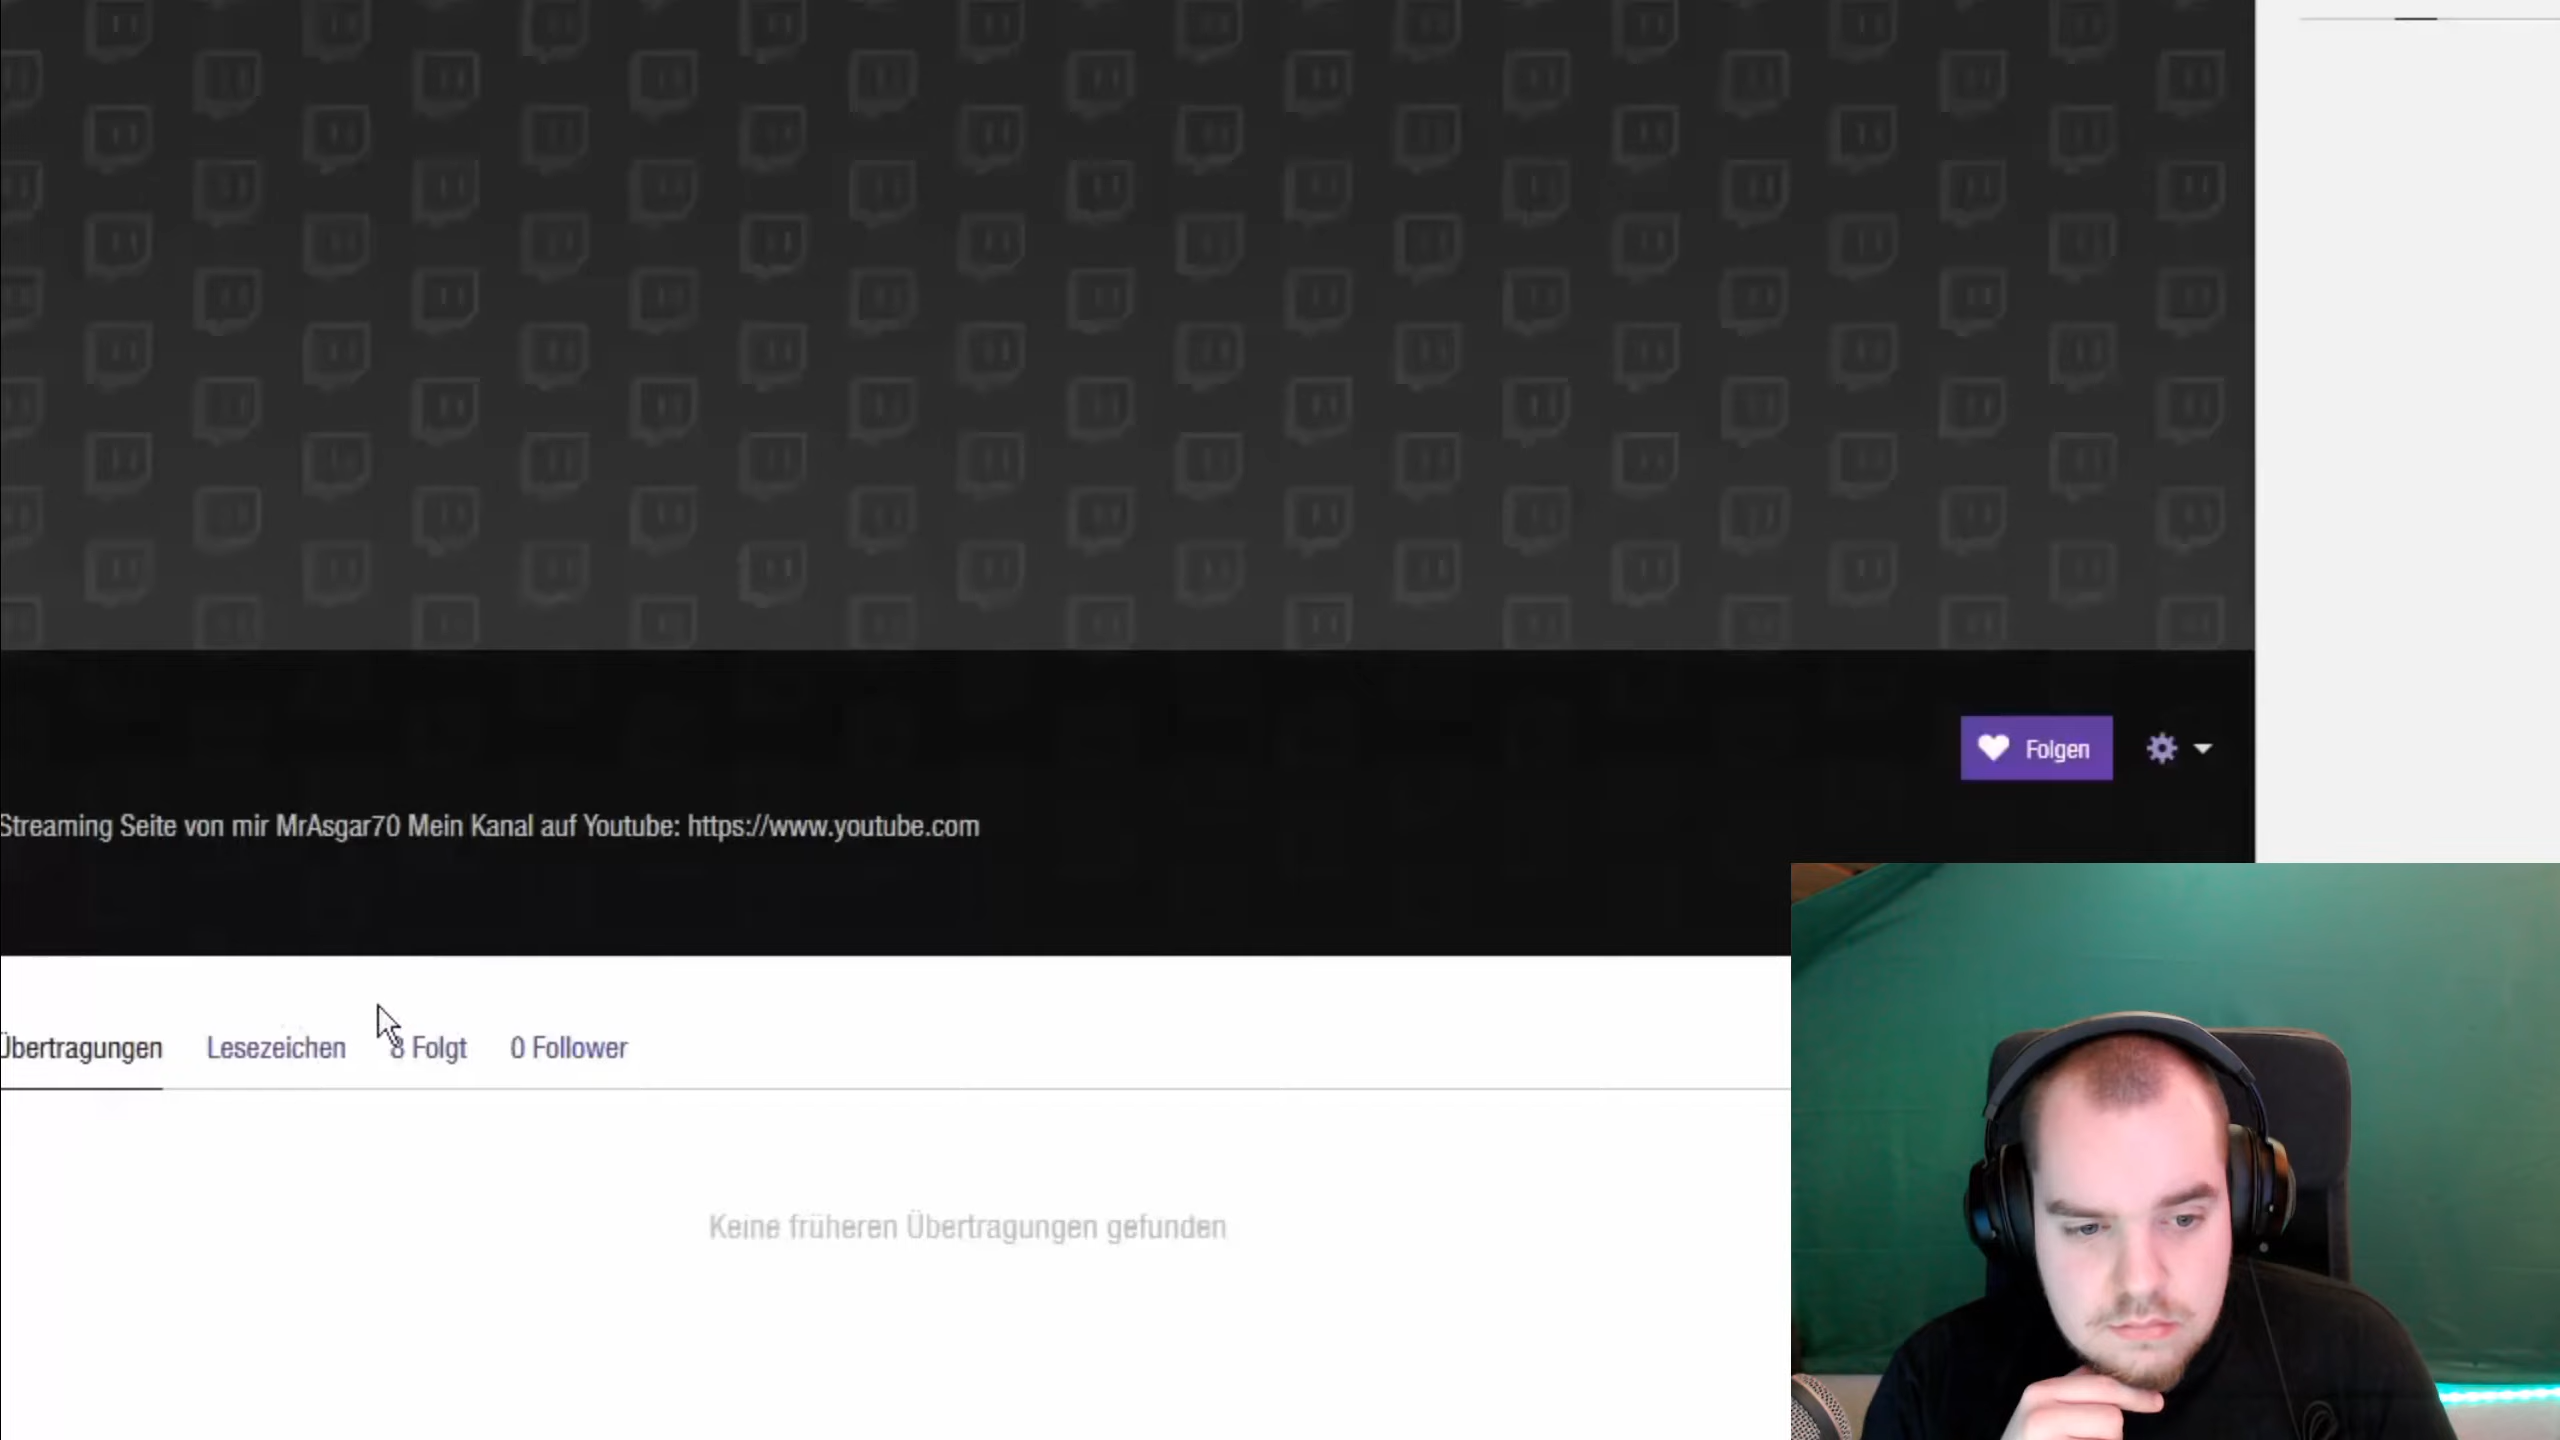 Folgen
Streaming Seite von mir MrAsgar70 Mein Kanal auf Youtube: https://www.youtube.com
Übertragungen Lesezeichen 8 Folgt 0 Follower
Keine früheren Übertragungen gefunden